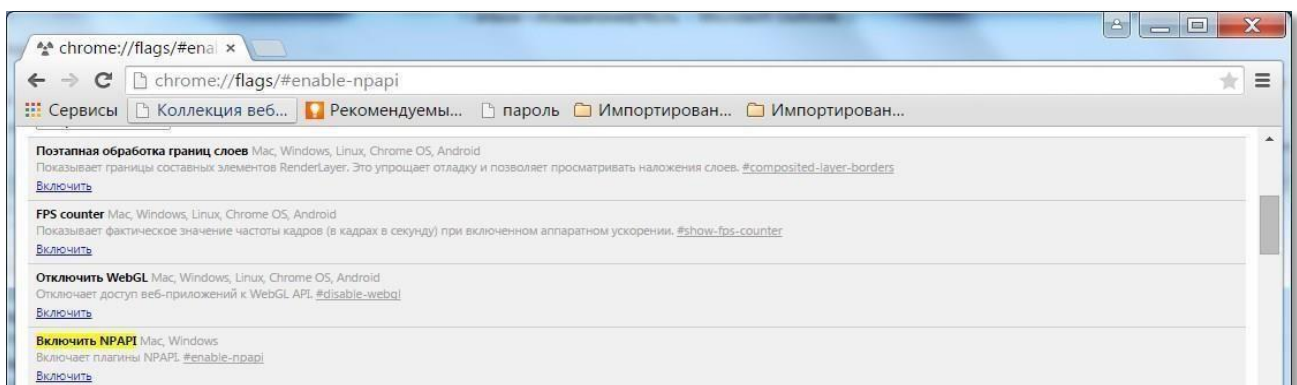 chrome://flags/#enal
chrome://flags/#enable-npapi
Сервисы Коллекция веб... Рекомендуемы... пароль Импортирован... Импортирован...
Поэтапная обработка границ слоев Mac, Windows, Linux, Chrome OS, Android
Показывает границы составных элементов RenderLayer. Это упрощает отладку и позволяет просматривать наложения слоев. #composited-layer-borders
Включить
FPS counter Mac, Windows, Linux, Chrome OS, Android
Показывает фактическое значение частоты кадров (в кадрах в секунду) при включенном аппаратном ускорении. #show-fps-counter
Включить
Отключить WebGL Mac, Windows, Linux, Chrome OS, Android
Отключает доступ веб-приложений к WebGL API. #disable-webgl
Включить
Включить NPAPI Mac, Windows
Включает плагины NPAPI. #enable-npapi
Включить